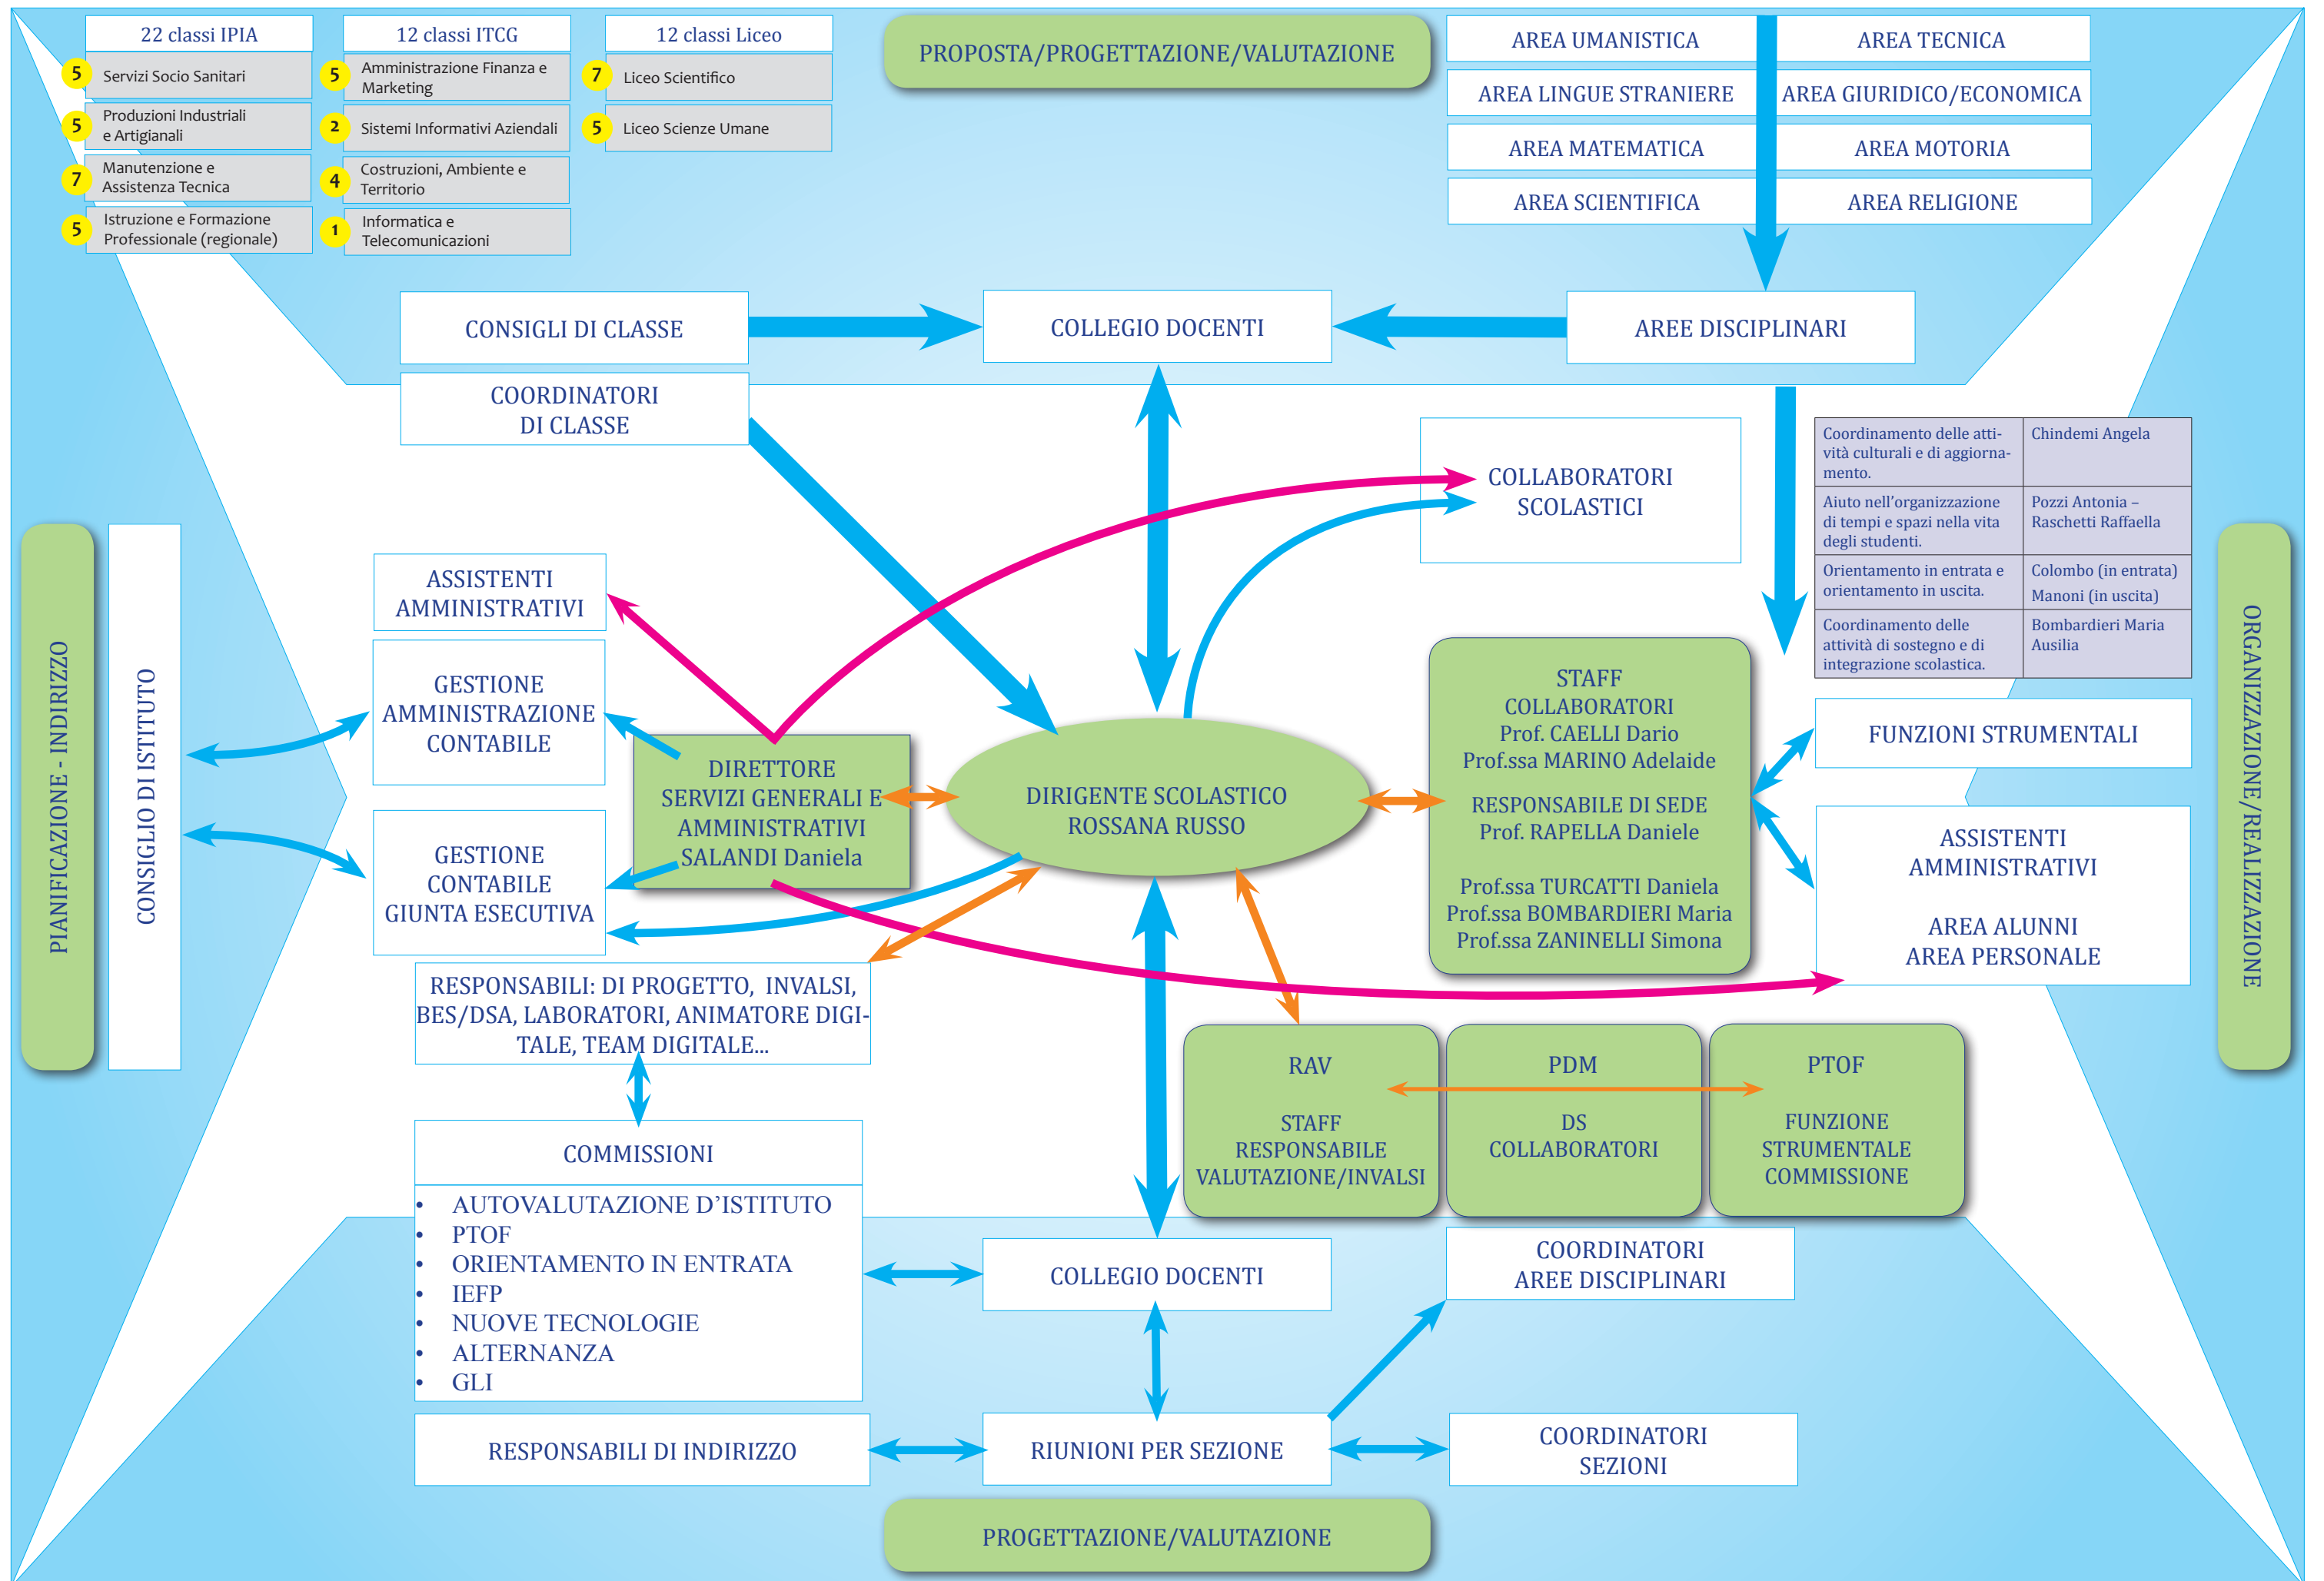 22 classi IPIA
5
Servizi Socio Sanitari
5
Produzioni Industriali
e Artigianali
7
Manutenzione e
Assistenza Tecnica
5
Istruzione e Formazione
Professionale (regionale)
12 classi ITCG
5
Amministrazione Finanza e
Marketing
2
Sistemi Informativi Aziendali
4
Costruzioni, Ambiente e
Territorio
1
Informatica e
Telecomunicazioni
12 classi Liceo
7
Liceo Scientifico
5
Liceo Scienze Umane
PROPOSTA/PROGETTAZIONE/VALUTAZIONE
AREA UMANISTICA
AREA TECNICA
AREA LINGUE STRANIERE
AREA GIURIDICO/ECONOMICA
AREA MATEMATICA
AREA MOTORIA
AREA SCIENTIFICA
AREA RELIGIONE
CONSIGLI DI CLASSE
COLLEGIO DOCENTI
AREE DISCIPLINARI
COORDINATORI
DI CLASSE
COLLABORATORI
SCOLASTICI
Coordinamento delle atti-
vità culturali e di aggiorna-
mento.
Chindemi Angela
Aiuto nell'organizzazione
di tempi e spazi nella vita
degli studenti.
Pozzi Antonia –
Raschetti Raffaella
Orientamento in entrata e
orientamento in uscita.
Colombo (in entrata)
Manoni (in uscita)
Coordinamento delle
attività di sostegno e di
integrazione scolastica.
Bombardieri Maria
Ausilia
PIANIFICAZIONE - INDIRIZZO
CONSIGLIO DI ISTITUTO
ASSISTENTI
AMMINISTRATIVI
GESTIONE
AMMINISTRAZIONE
CONTABILE
GESTIONE
CONTABILE
GIUNTA ESECUTIVA
DIRETTORE
SERVIZI GENERALI E
AMMINISTRATIVI
SALANDI Daniela
DIRIGENTE SCOLASTICO
ROSSANA RUSSO
STAFF
COLLABORATORI
Prof. CAELLI Dario
Prof.ssa MARINO Adelaide
RESPONSABILE DI SEDE
Prof. RAPELLA Daniele
Prof.ssa TURCATTI Daniela
Prof.ssa BOMBARDIERI Maria
Prof.ssa ZANINELLI Simona
FUNZIONI STRUMENTALI
ASSISTENTI
AMMINISTRATIVI
AREA ALUNNI
AREA PERSONALE
ORGANIZZAZIONE/REALIZZAZIONE
RESPONSABILI: DI PROGETTO, INVALSI,
BES/DSA, LABORATORI, ANIMATORE DIGI-
TALE, TEAM DIGITALE...
RAV
STAFF
RESPONSABILE
VALUTAZIONE/INVALSI
PDM
DS
COLLABORATORI
PTOF
FUNZIONE
STRUMENTALE
COMMISSIONE
COMMISSIONI
• AUTOVALUTAZIONE D'ISTITUTO
• PTOF
• ORIENTAMENTO IN ENTRATA
• IEFP
• NUOVE TECNOLOGIE
• ALTERNANZA
• GLI
COLLEGIO DOCENTI
COORDINATORI
AREE DISCIPLINARI
RESPONSABILI DI INDIRIZZO
RIUNIONI PER SEZIONE
COORDINATORI
SEZIONI
PROGETTAZIONE/VALUTAZIONE